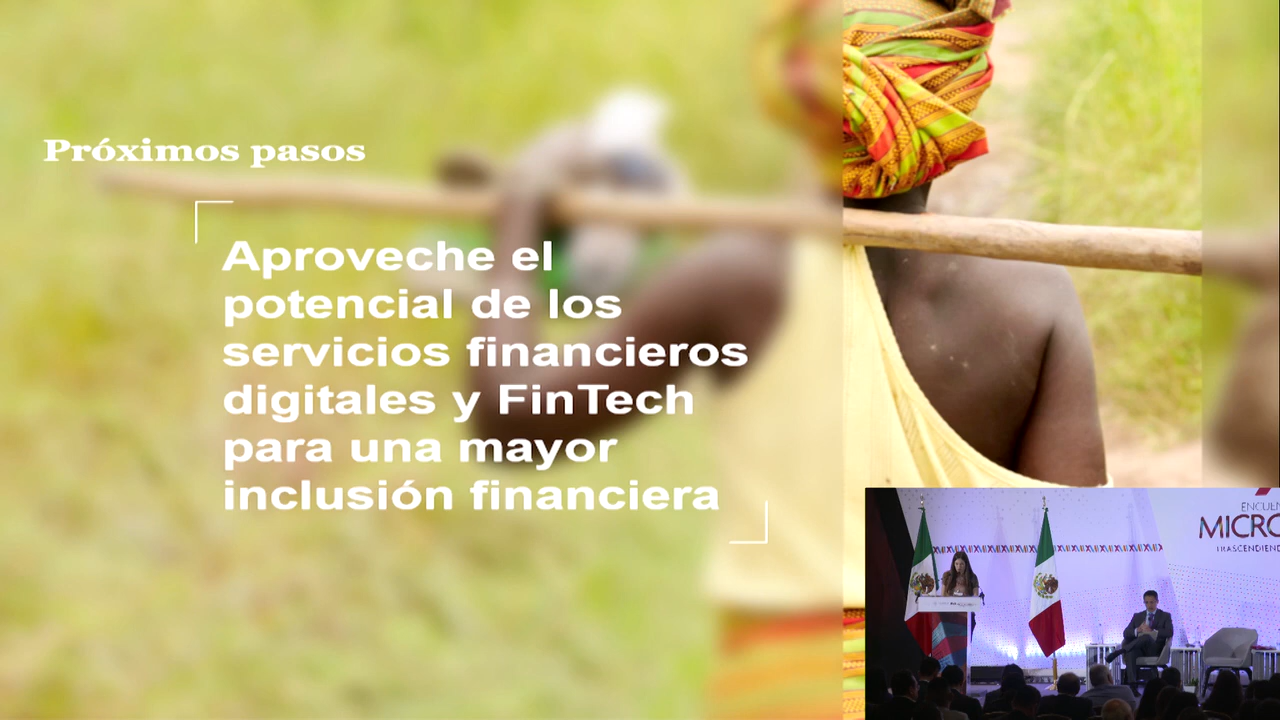 Próximos pasos
Aproveche el
potencial de los
servicios financieros
digitales y FinTech
para una mayor
inclusión financiera